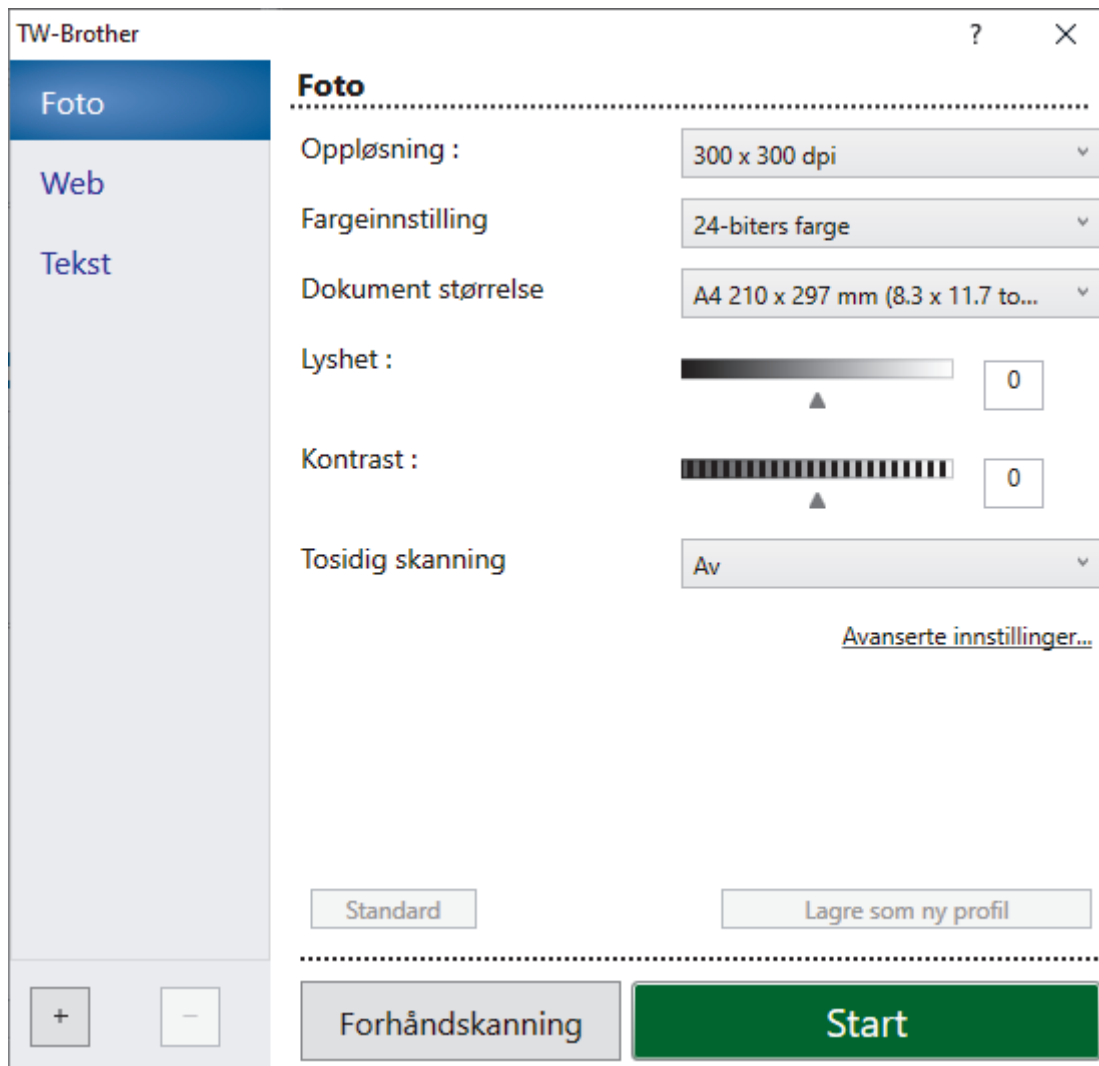 TW-Brother
?
Foto
Web
Tekst
Foto
Oppløsning :
300 x 300 dpi
Fargeinnstilling
24-biters farge
Dokument størrelse
A4 210 x 297 mm (8.3 x 11.7 to...
Lyshet :
0
Kontrast :
0
Tosidig skanning
Av
Avanserte innstillinger...
Standard
Lagre som ny profil
+
−
Forhåndskanning
Start